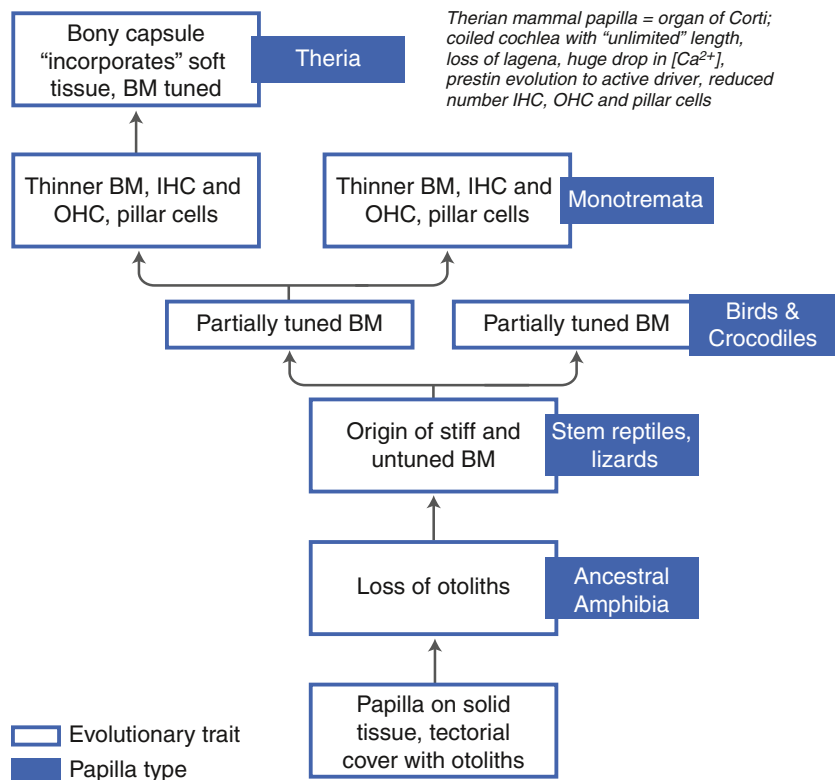 Bony capsule
“incorporates” soft
tissue, BM tuned
Theria
Therian mammal papilla = organ of Corti;
coiled cochlea with “unlimited” length,
loss of lagena, huge drop in [Ca²⁺],
prestin evolution to active driver, reduced
number IHC, OHC and pillar cells
Thinner BM, IHC and
OHC, pillar cells
Thinner BM, IHC and
OHC, pillar cells
Monotremata
Partially tuned BM
Partially tuned BM
Birds &
Crocodiles
Origin of stiff and
untuned BM
Stem reptiles,
lizards
Loss of otoliths
Ancestral
Amphibia
Papilla on solid
tissue, tectorial
cover with otoliths
Evolutionary trait
Papilla type